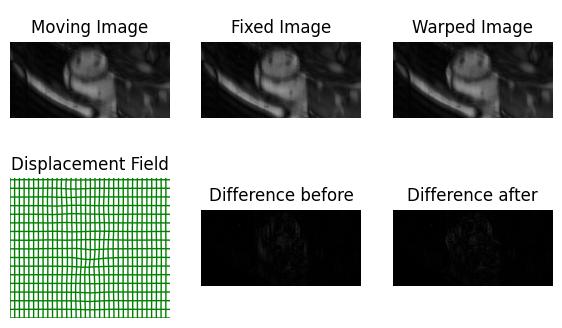 Moving Image
Fixed Image
Warped Image
Displacement Field
Difference before
Difference after